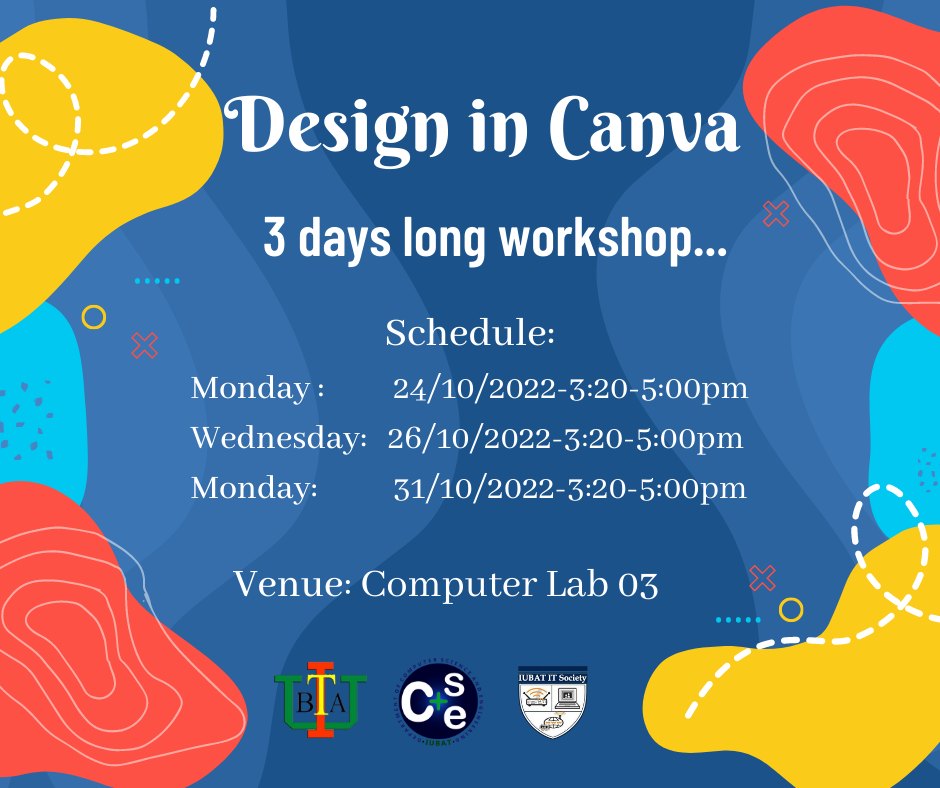 Design in Canva
3 days long workshop...
Schedule:
Monday : 24/10/2022-3:20-5:00pm
Wednesday: 26/10/2022-3:20-5:00pm
Monday: 31/10/2022-3:20-5:00pm
Venue: Computer Lab 03
IUBAT
CSe
IUBAT
IUBAT IT Society